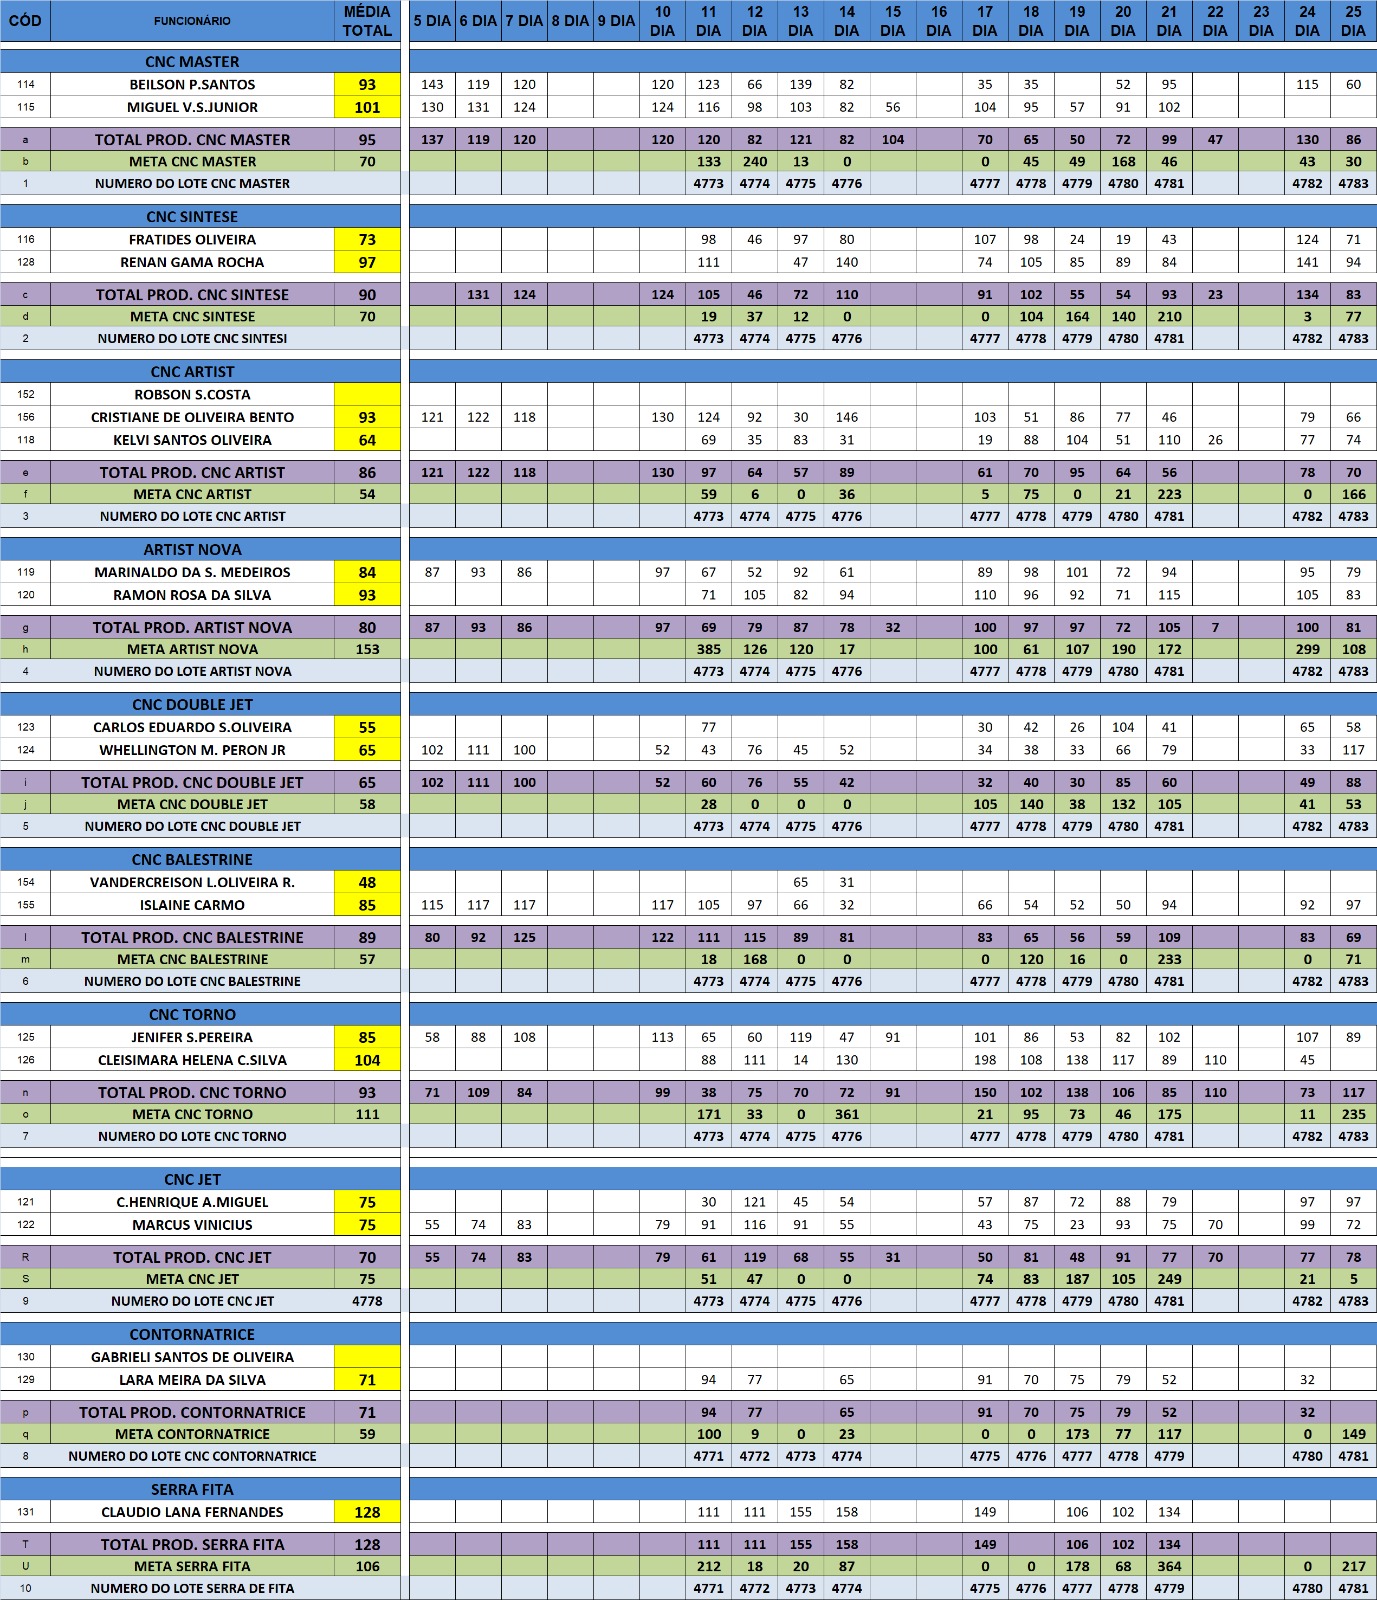 CÓD FUNCIONÁRIO MÉDIA TOTAL 5 DIA 6 DIA 7 DIA 8 DIA 9 DIA 10 DIA 11 DIA 12 DIA 13 DIA 14 DIA 15 DIA 16 DIA 17 DIA 18 DIA 19 DIA 20 DIA 21 DIA 22 DIA 23 DIA 24 DIA 25 DIA
CNC MASTER
114 BEILSON P.SANTOS 93 143 119 120 120 123 66 139 82 35 35 52 95 115 60
115 MIGUEL V.S.JUNIOR 101 130 131 124 124 116 98 103 82 56 104 95 57 91 102
a TOTAL PROD. CNC MASTER 95 137 119 120 120 120 82 121 82 104 70 65 50 72 99 47 130 86
b META CNC MASTER 70 133 240 13 0 0 45 49 168 46 43 30
1 NUMERO DO LOTE CNC MASTER 4773 4774 4775 4776 4777 4778 4779 4780 4781 4782 4783
CNC SINTESE
116 FRATIDES OLIVEIRA 73 98 46 97 80 107 98 24 19 43 124 71
128 RENAN GAMA ROCHA 97 111 47 140 74 105 85 89 84 141 94
c TOTAL PROD. CNC SINTESE 90 131 124 124 105 46 72 110 91 102 55 54 93 23 134 83
d META CNC SINTESE 70 19 37 12 0 0 104 164 140 210 3 77
2 NUMERO DO LOTE CNC SINTESI 4773 4774 4775 4776 4777 4778 4779 4780 4781 4782 4783
CNC ARTIST
152 ROBSON S.COSTA
156 CRISTIANE DE OLIVEIRA BENTO 93 121 122 118 130 124 92 30 146 103 51 86 77 46 79 66
118 KELVI SANTOS OLIVEIRA 64 69 35 83 31 19 88 104 51 110 26 77 74
e TOTAL PROD. CNC ARTIST 86 121 122 118 130 97 64 57 89 61 70 95 64 56 78 70
f META CNC ARTIST 54 59 6 0 36 5 75 0 21 223 0 166
3 NUMERO DO LOTE CNC ARTIST 4773 4774 4775 4776 4777 4778 4779 4780 4781 4782 4783
ARTIST NOVA
119 MARINALDO DA S. MEDEIROS 84 87 93 86 97 67 52 92 61 89 98 101 72 94 95 79
120 RAMON ROSA DA SILVA 93 71 105 82 94 110 96 92 71 115 105 83
g TOTAL PROD. ARTIST NOVA 80 87 93 86 97 69 79 87 78 32 100 97 97 72 105 7 100 81
h META ARTIST NOVA 153 385 126 120 17 100 61 107 190 172 299 108
4 NUMERO DO LOTE ARTIST NOVA 4773 4774 4775 4776 4777 4778 4779 4780 4781 4782 4783
CNC DOUBLE JET
123 CARLOS EDUARDO S.OLIVEIRA 55 77 30 42 26 104 41 65 58
124 WHELLINGTON M. PERON JR 65 102 111 100 52 43 76 45 52 34 38 33 66 79 33 117
i TOTAL PROD. CNC DOUBLE JET 65 102 111 100 52 60 76 55 42 32 40 30 85 60 49 88
j META CNC DOUBLE JET 58 28 0 0 0 105 140 38 132 105 41 53
5 NUMERO DO LOTE CNC DOUBLE JET 4773 4774 4775 4776 4777 4778 4779 4780 4781 4782 4783
CNC BALESTRINE
154 VANDERCREISON L.OLIVEIRA R. 48 65 31
155 ISLAINE CARMO 85 115 117 117 117 105 97 66 32 66 54 52 50 94 92 97
l TOTAL PROD. CNC BALESTRINE 89 80 92 125 122 111 115 89 81 83 65 56 59 109 83 69
m META CNC BALESTRINE 57 18 168 0 0 0 120 16 0 233 0 71
6 NUMERO DO LOTE CNC BALESTRINE 4773 4774 4775 4776 4777 4778 4779 4780 4781 4782 4783
CNC TORNO
125 JENIFER S.PEREIRA 85 58 88 108 113 65 60 119 47 91 101 86 53 82 102 107 89
126 CLEISIMARA HELENA C.SILVA 104 88 111 14 130 198 108 138 117 89 110 45
n TOTAL PROD. CNC TORNO 93 71 109 84 99 38 75 70 72 91 150 102 138 106 85 110 73 117
o META CNC TORNO 111 171 33 0 361 21 95 73 46 175 11 235
7 NUMERO DO LOTE CNC TORNO 4773 4774 4775 4776 4777 4778 4779 4780 4781 4782 4783
CNC JET
121 C.HENRIQUE A.MIGUEL 75 30 121 45 54 57 87 72 88 79 97 97
122 MARCUS VINICIUS 75 55 74 83 79 91 116 91 55 43 75 23 93 75 70 99 72
R TOTAL PROD. CNC JET 70 55 74 83 79 61 119 68 55 31 50 81 48 91 77 70 77 78
S META CNC JET 75 51 47 0 0 74 83 187 105 249 21 5
9 NUMERO DO LOTE CNC JET 4778 4773 4774 4775 4776 4777 4778 4779 4780 4781 4782 4783
CONTORNATRICE
130 GABRIELI SANTOS DE OLIVEIRA
129 LARA MEIRA DA SILVA 71 94 77 65 91 70 75 79 52 32
p TOTAL PROD. CONTORNATRICE 71 94 77 65 91 70 75 79 52 32
q META CONTORNATRICE 59 100 9 0 23 0 0 173 77 117 0 149
8 NUMERO DO LOTE CNC CONTORNATRICE 4771 4772 4773 4774 4775 4776 4777 4778 4779 4780 4781
SERRA FITA
131 CLAUDIO LANA FERNANDES 128 111 111 155 158 149 106 102 134
T TOTAL PROD. SERRA FITA 128 111 111 155 158 149 106 102 134
U META SERRA FITA 106 212 18 20 87 0 0 178 68 364 0 217
10 NUMERO DO LOTE SERRA DE FITA 4771 4772 4773 4774 4775 4776 4777 4778 4779 4780 4781